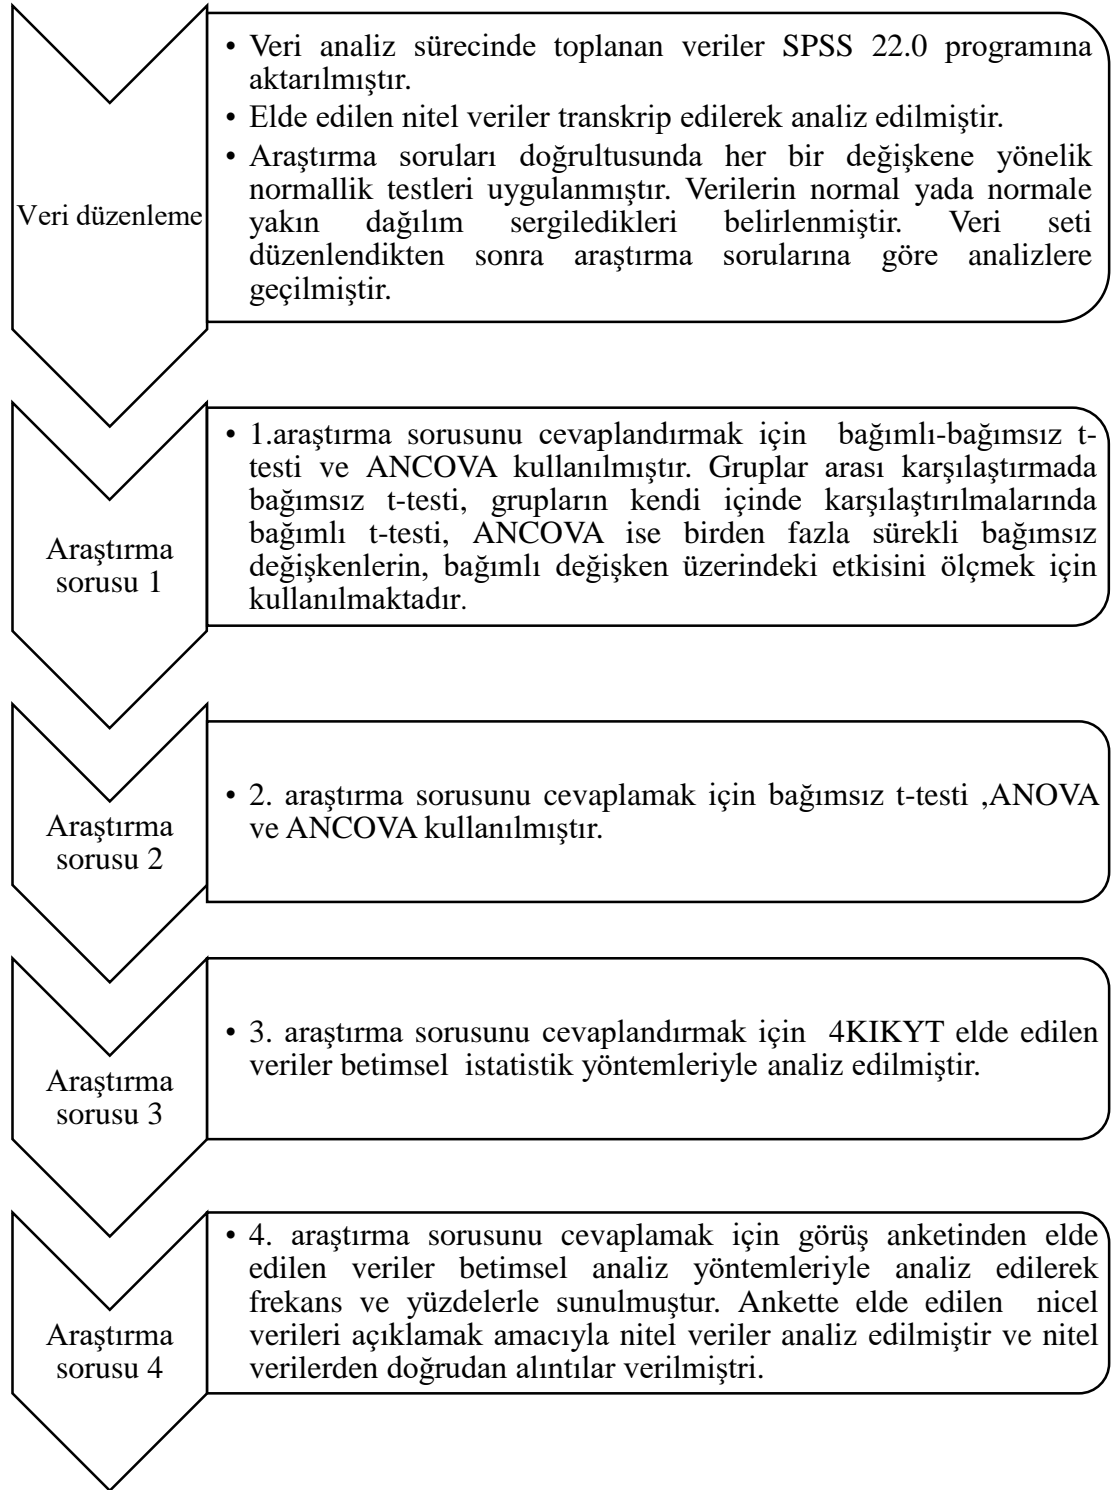 Veri düzenleme
• Veri analiz sürecinde toplanan veriler SPSS 22.0 programına
aktarılmıştır.
• Elde edilen nitel veriler transkrip edilerek analiz edilmiştir.
• Araştırma soruları doğrultusunda her bir değişkene yönelik
normallik testleri uygulanmıştır. Verilerin normal yada normale
yakın dağılım sergiledikleri belirlenmiştir. Veri seti
düzenlendikten sonra araştırma sorularına göre analizlere
geçilmiştir.
Araştırma
sorusu 1
• 1.araştırma sorusunu cevaplandırmak için bağımlı-bağımsız t-
testi ve ANCOVA kullanılmıştır. Gruplar arası karşılaştırmada
bağımsız t-testi, grupların kendi içinde karşılaştırılmalarında
bağımlı t-testi, ANCOVA ise birden fazla sürekli bağımsız
değişkenlerin, bağımlı değişken üzerindeki etkisini ölçmek için
kullanılmaktadır.
Araştırma
sorusu 2
• 2. araştırma sorusunu cevaplamak için bağımsız t-testi ,ANOVA
ve ANCOVA kullanılmıştır.
Araştırma
sorusu 3
• 3. araştırma sorusunu cevaplandırmak için 4KIKYT elde edilen
veriler betimsel istatistik yöntemleriyle analiz edilmiştir.
Araştırma
sorusu 4
• 4. araştırma sorusunu cevaplamak için görüş anketinden elde
edilen veriler betimsel analiz yöntemleriyle analiz edilerek
frekans ve yüzdelerle sunulmuştur. Ankette elde edilen nicel
verileri açıklamak amacıyla nitel veriler analiz edilmiştir ve nitel
verilerden doğrudan alıntılar verilmiştri.